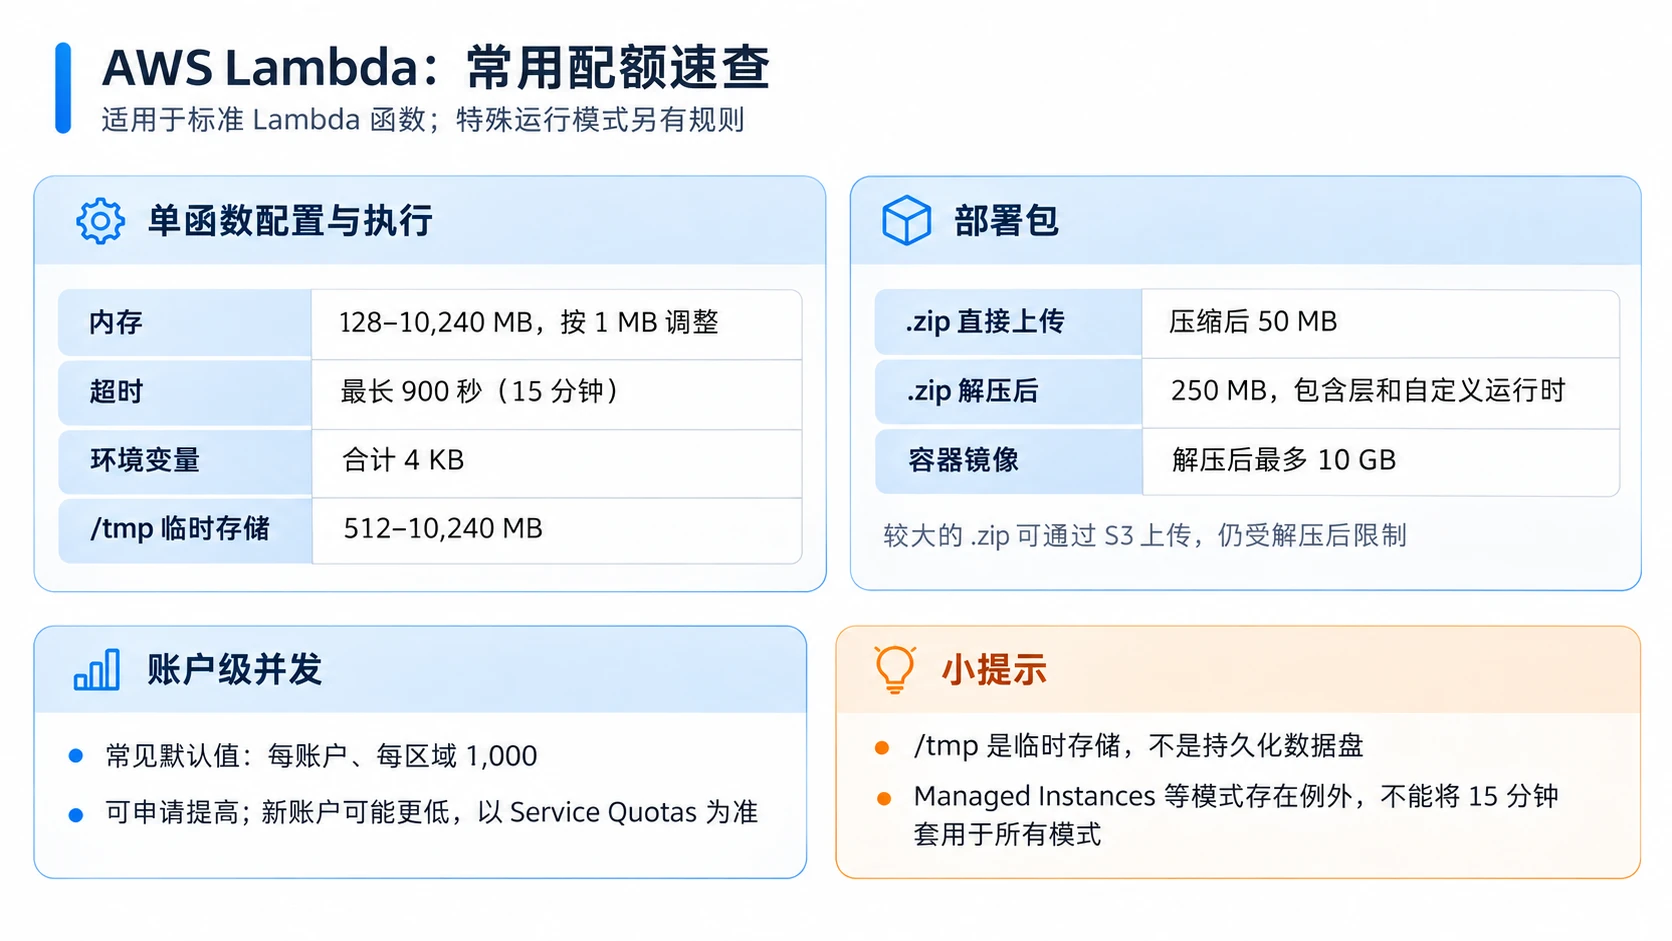 AWS Lambda：常用配额速查
适用于标准 Lambda 函数；特殊运行模式另有规则
单函数配置与执行
内存
128–10,240 MB，按 1 MB 调整
超时
最长 900 秒（15 分钟）
环境变量
合计 4 KB
/tmp 临时存储
512–10,240 MB
部署包
.zip 直接上传
压缩后 50 MB
.zip 解压后
250 MB，包含层和自定义运行时
容器镜像
解压后最多 10 GB
较大的 .zip 可通过 S3 上传，仍受解压后限制
账户级并发
常见默认值：每账户、每区域 1,000
可申请提高；新账户可能更低，以 Service Quotas 为准
小提示
/tmp 是临时存储，不是持久化数据盘
Managed Instances 等模式存在例外，不能将 15 分钟
套用于所有模式